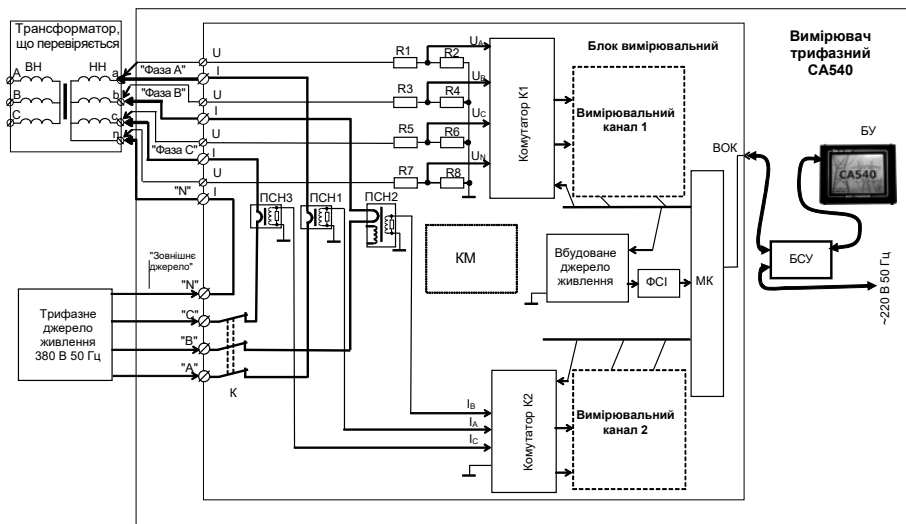 Трансформатор,
що перевіряється
ВН
НН
A
B
C
a
b
c
n
"Фаза А"
"Фаза В"
"Фаза С"
"N"
U
I
U
I
U
I
U
I
R1
R2
R3
R4
R5
R6
R7
R8
UA
UB
UC
UN
Комутатор К1
Блок вимірювальний
Вимірювальний
канал 1
Вимірювач
трифазний
СА540
БУ
СА540
ВОК
БСУ
~220 В 50 Гц
ПСН3
ПСН1
ПСН2
КМ
Вбудоване
джерело
живлення
ФСІ
МК
"Зовнішнє
джерело"
"N"
"C"
"B"
"A"
К
Трифазне
джерело
живлення
380 В 50 Гц
IB
IA
IC
Комутатор К2
Вимірювальний
канал 2